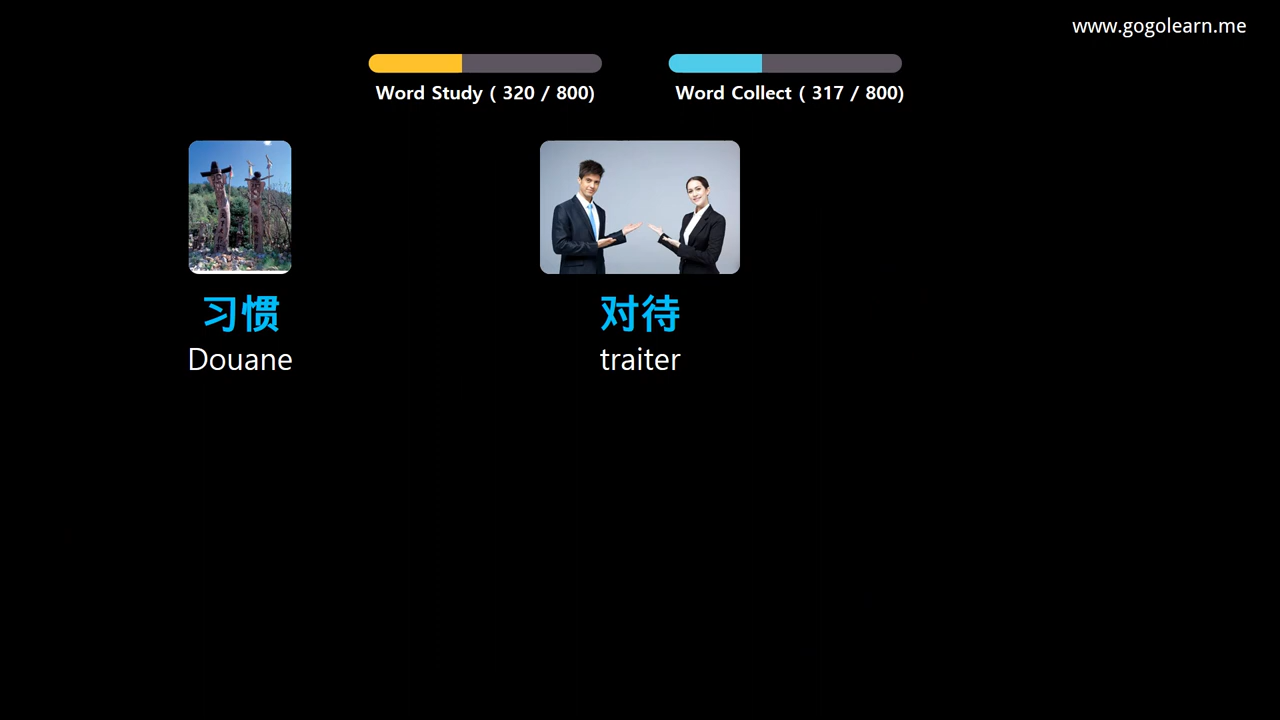 www.gogolearn.me
Word Study ( 320 / 800)
Word Collect ( 317 / 800)
习惯
对待
Douane
traiter